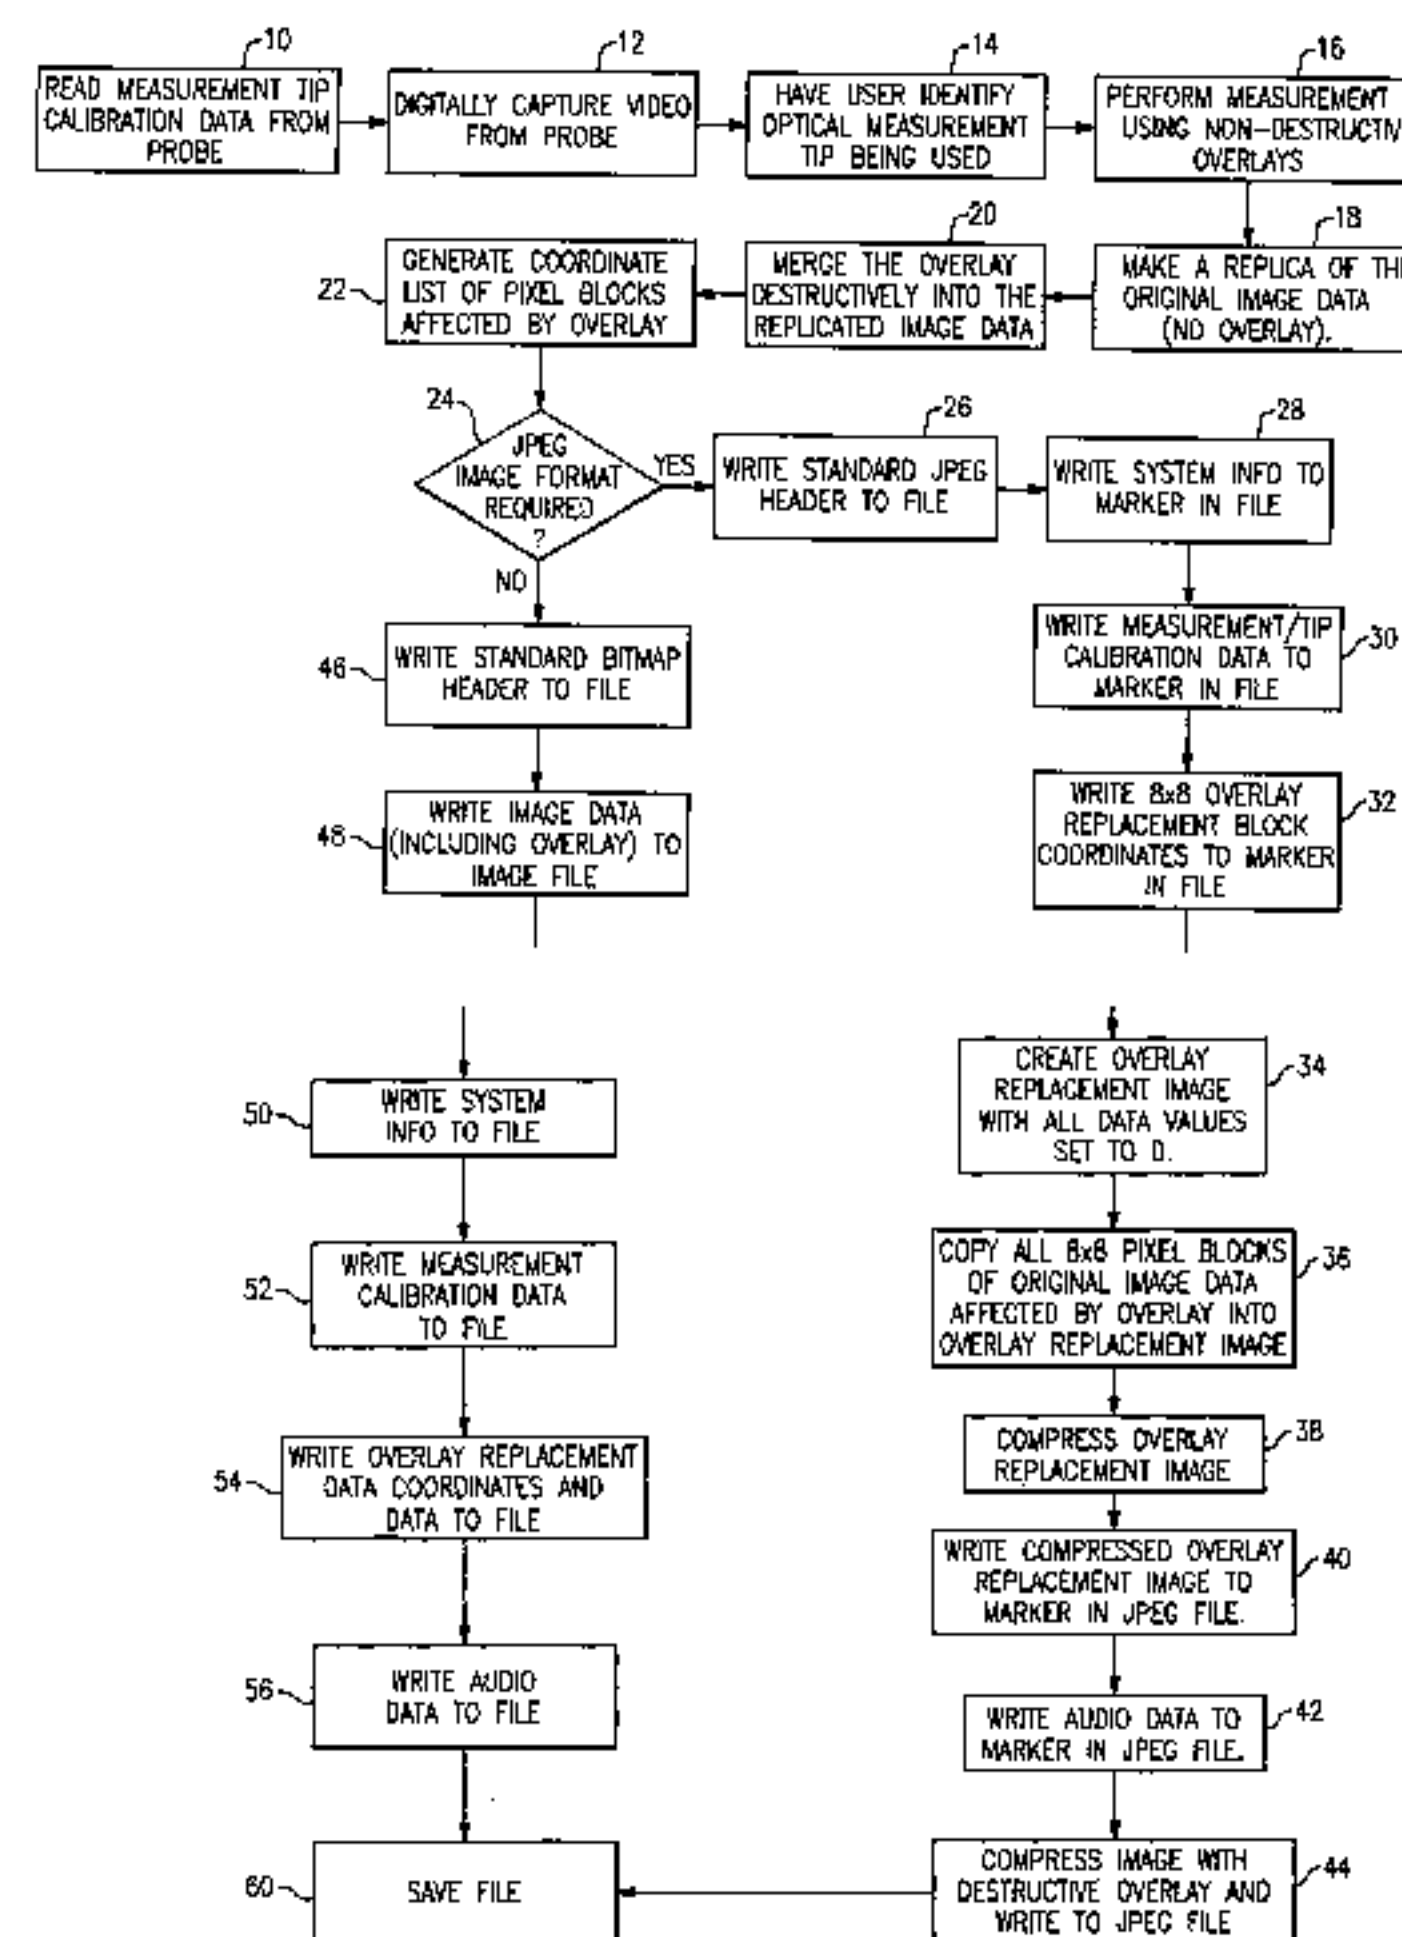 10
READ MEASUREMENT TIP
CALIBRATION DATA FROM
PROBE
12
DIGITALLY CAPTURE VIDEO
FROM PROBE
14
HAVE USER IDENTIFY
OPTICAL MEASUREMENT
TIP BEING USED
16
PERFORM MEASUREMENT
USING NON-DESTRUCTIV
OVERLAYS
18
MAKE A REPLICA OF TH
ORIGINAL IMAGE DATA
(NO OVERLAY).
20
MERGE THE OVERLAY
DESTRUCTIVELY INTO THE
REPLICATED IMAGE DATA
22
GENERATE COORDINATE
LIST OF PIXEL BLOCKS
AFFECTED BY OVERLAY
24
JPEG
IMAGE FORMAT
REQUIRED
?
YES
NO
26
WRITE STANDARD JPEG
HEADER TO FILE
28
WRITE SYSTEM INFO TO
MARKER IN FILE
30
WRITE MEASUREMENT/TIP
CALIBRATION DATA TO
MARKER IN FILE
32
WRITE 8x8 OVERLAY
REPLACEMENT BLOCK
COORDINATES TO MARKER
IN FILE
46
WRITE STANDARD BITMAP
HEADER TO FILE
48
WRITE IMAGE DATA
(INCLUDING OVERLAY) TO
IMAGE FILE
50
WRITE SYSTEM
INFO TO FILE
52
WRITE MEASUREMENT
CALIBRATION DATA
TO FILE
54
WRITE OVERLAY REPLACEMENT
DATA COORDINATES AND
DATA TO FILE
56
WRITE AUDIO
DATA TO FILE
60
SAVE FILE
34
CREATE OVERLAY
REPLACEMENT IMAGE
WITH ALL DATA VALUES
SET TO 0.
36
COPY ALL 8x8 PIXEL BLOCKS
OF ORIGINAL IMAGE DATA
AFFECTED BY OVERLAY INTO
OVERLAY REPLACEMENT IMAGE
38
COMPRESS OVERLAY
REPLACEMENT IMAGE
40
WRITE COMPRESSED OVERLAY
REPLACEMENT IMAGE TO
MARKER IN JPEG FILE.
42
WRITE AUDIO DATA TO
MARKER IN JPEG FILE.
44
COMPRESS IMAGE WITH
DESTRUCTIVE OVERLAY AND
WRITE TO JPEG FILE